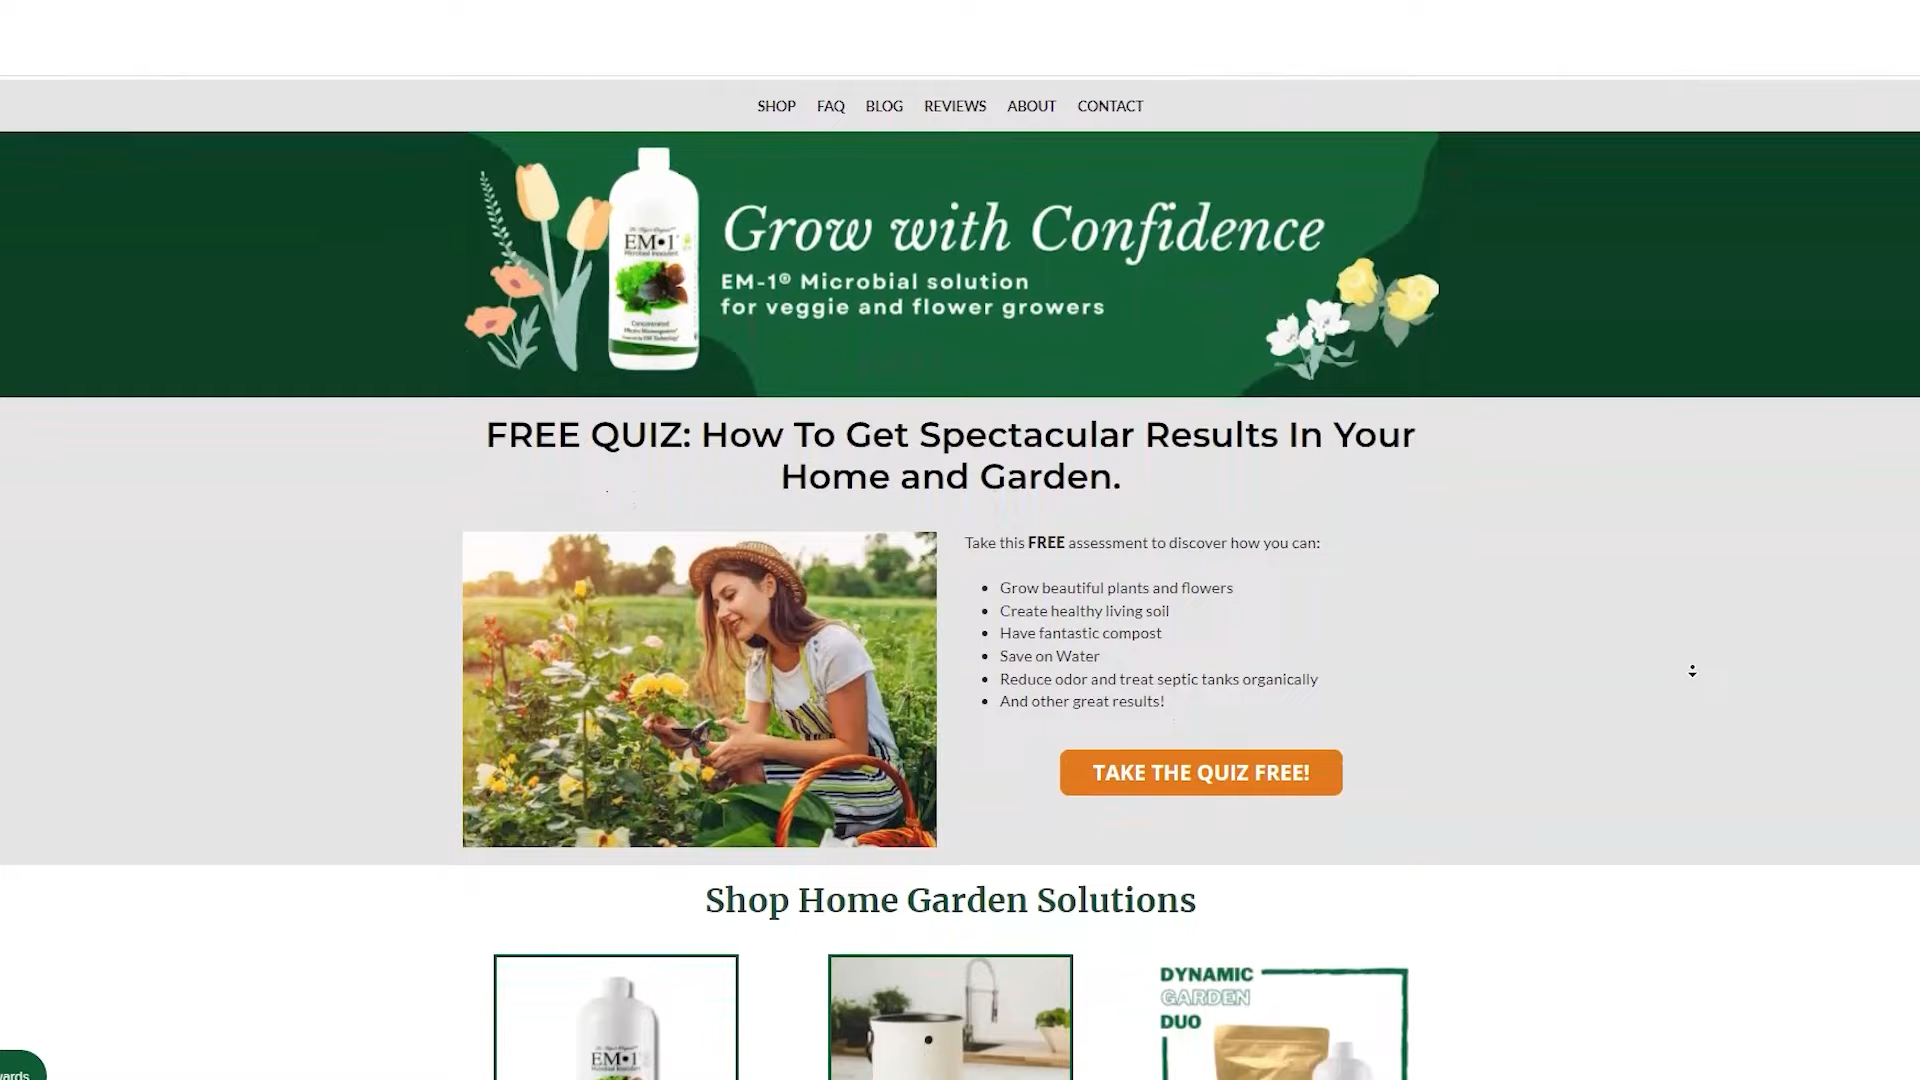 SHOP FAQ BLOG REVIEWS ABOUT CONTACT
Grow with Confidence
EM-1® Microbial solution
for veggie and flower growers
EM•1
Microbial Inoculant
Concentrated
FREE QUIZ: How To Get Spectacular Results In Your
Home and Garden.
Take this FREE assessment to discover how you can:
• Grow beautiful plants and flowers
• Create healthy living soil
• Have fantastic compost
• Save on Water
• Reduce odor and treat septic tanks organically
• And other great results!
TAKE THE QUIZ FREE!
Shop Home Garden Solutions
EM•1
DYNAMIC
GARDEN
DUO
wards